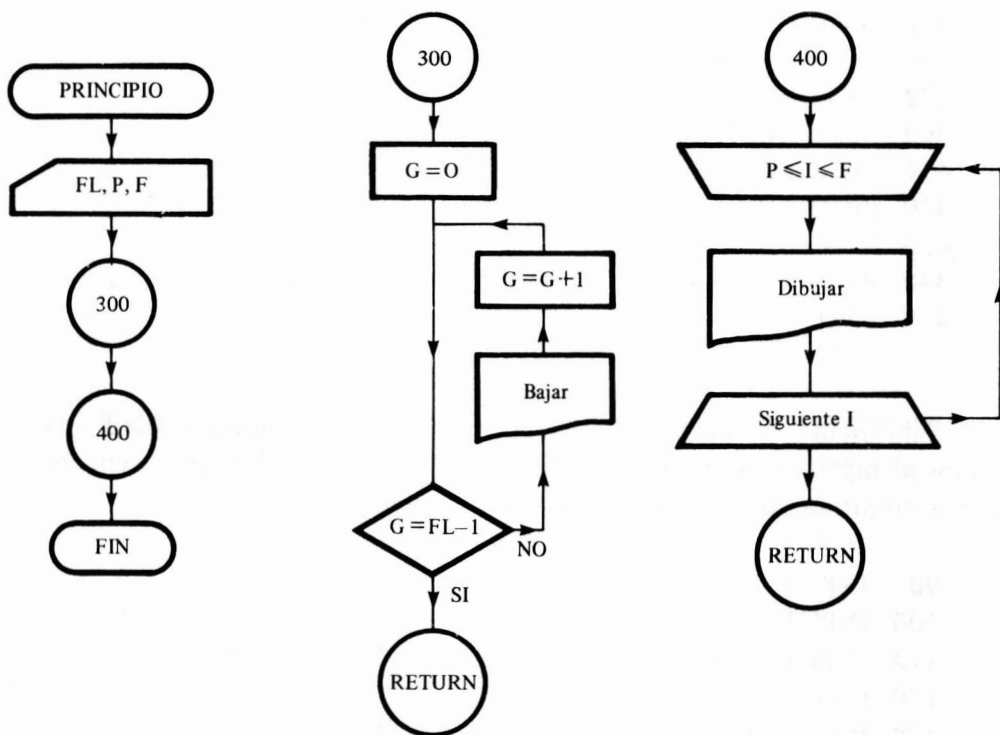 PRINCIPIO
FL, P, F
300
400
FIN
300
G = O
G = G+1
Bajar
G = FL–1
NO
SI
RETURN
400
P ⩽ I ⩽ F
Dibujar
Siguiente I
RETURN